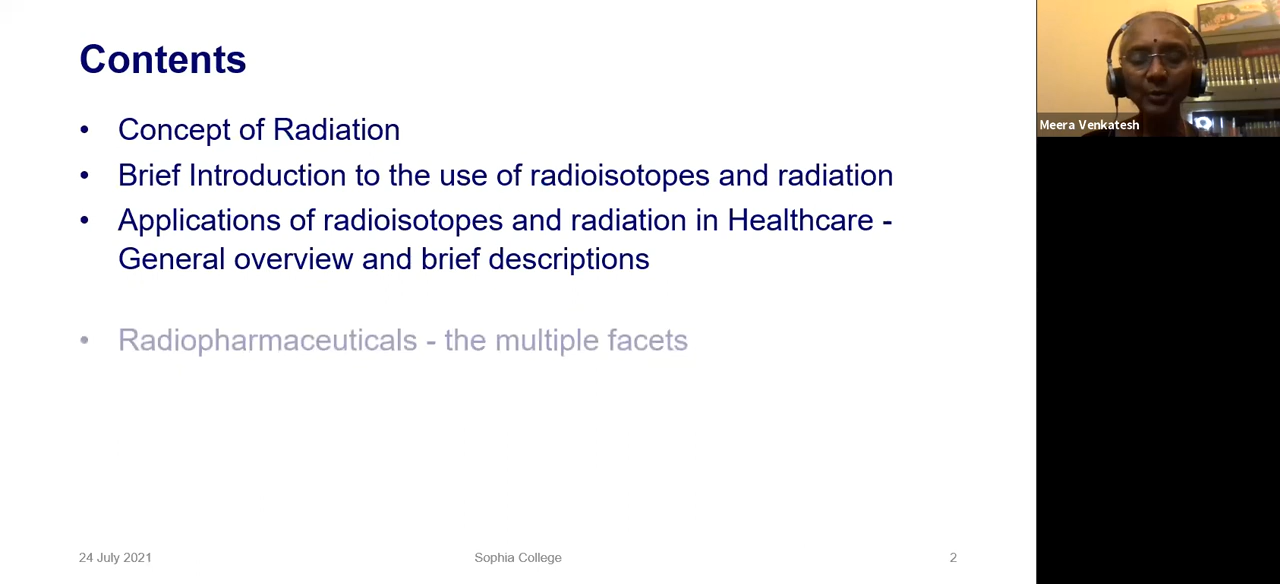 Contents
• Concept of Radiation
• Brief Introduction to the use of radioisotopes and radiation
• Applications of radioisotopes and radiation in Healthcare -
General overview and brief descriptions
• Radiopharmaceuticals - the multiple facets
24 July 2021
Sophia College
2
Meera Venkatesh